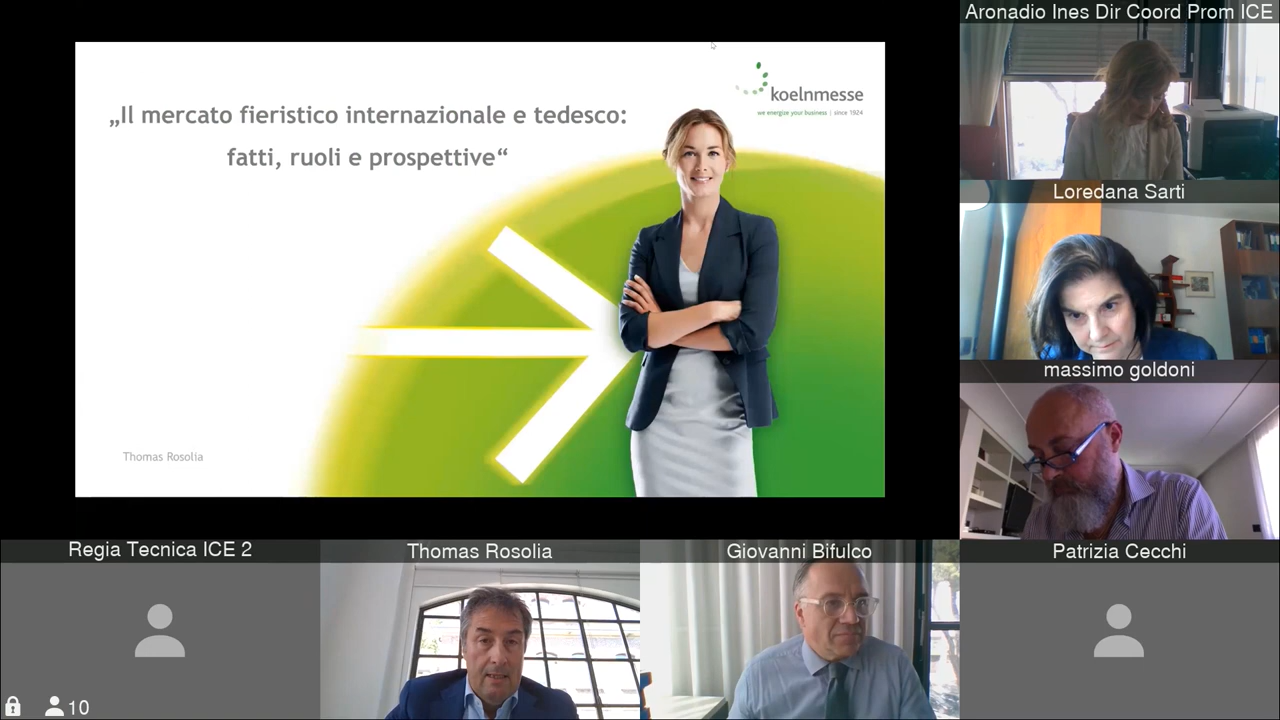 Aronadio Ines Dir Coord Prom ICE
koelnmesse
we energize your business | since 1924
„Il mercato fieristico internazionale e tedesco:
fatti, ruoli e prospettive“
Thomas Rosolia
Loredana Sarti
massimo goldoni
Regia Tecnica ICE 2
Thomas Rosolia
Giovanni Bifulco
Patrizia Cecchi
10